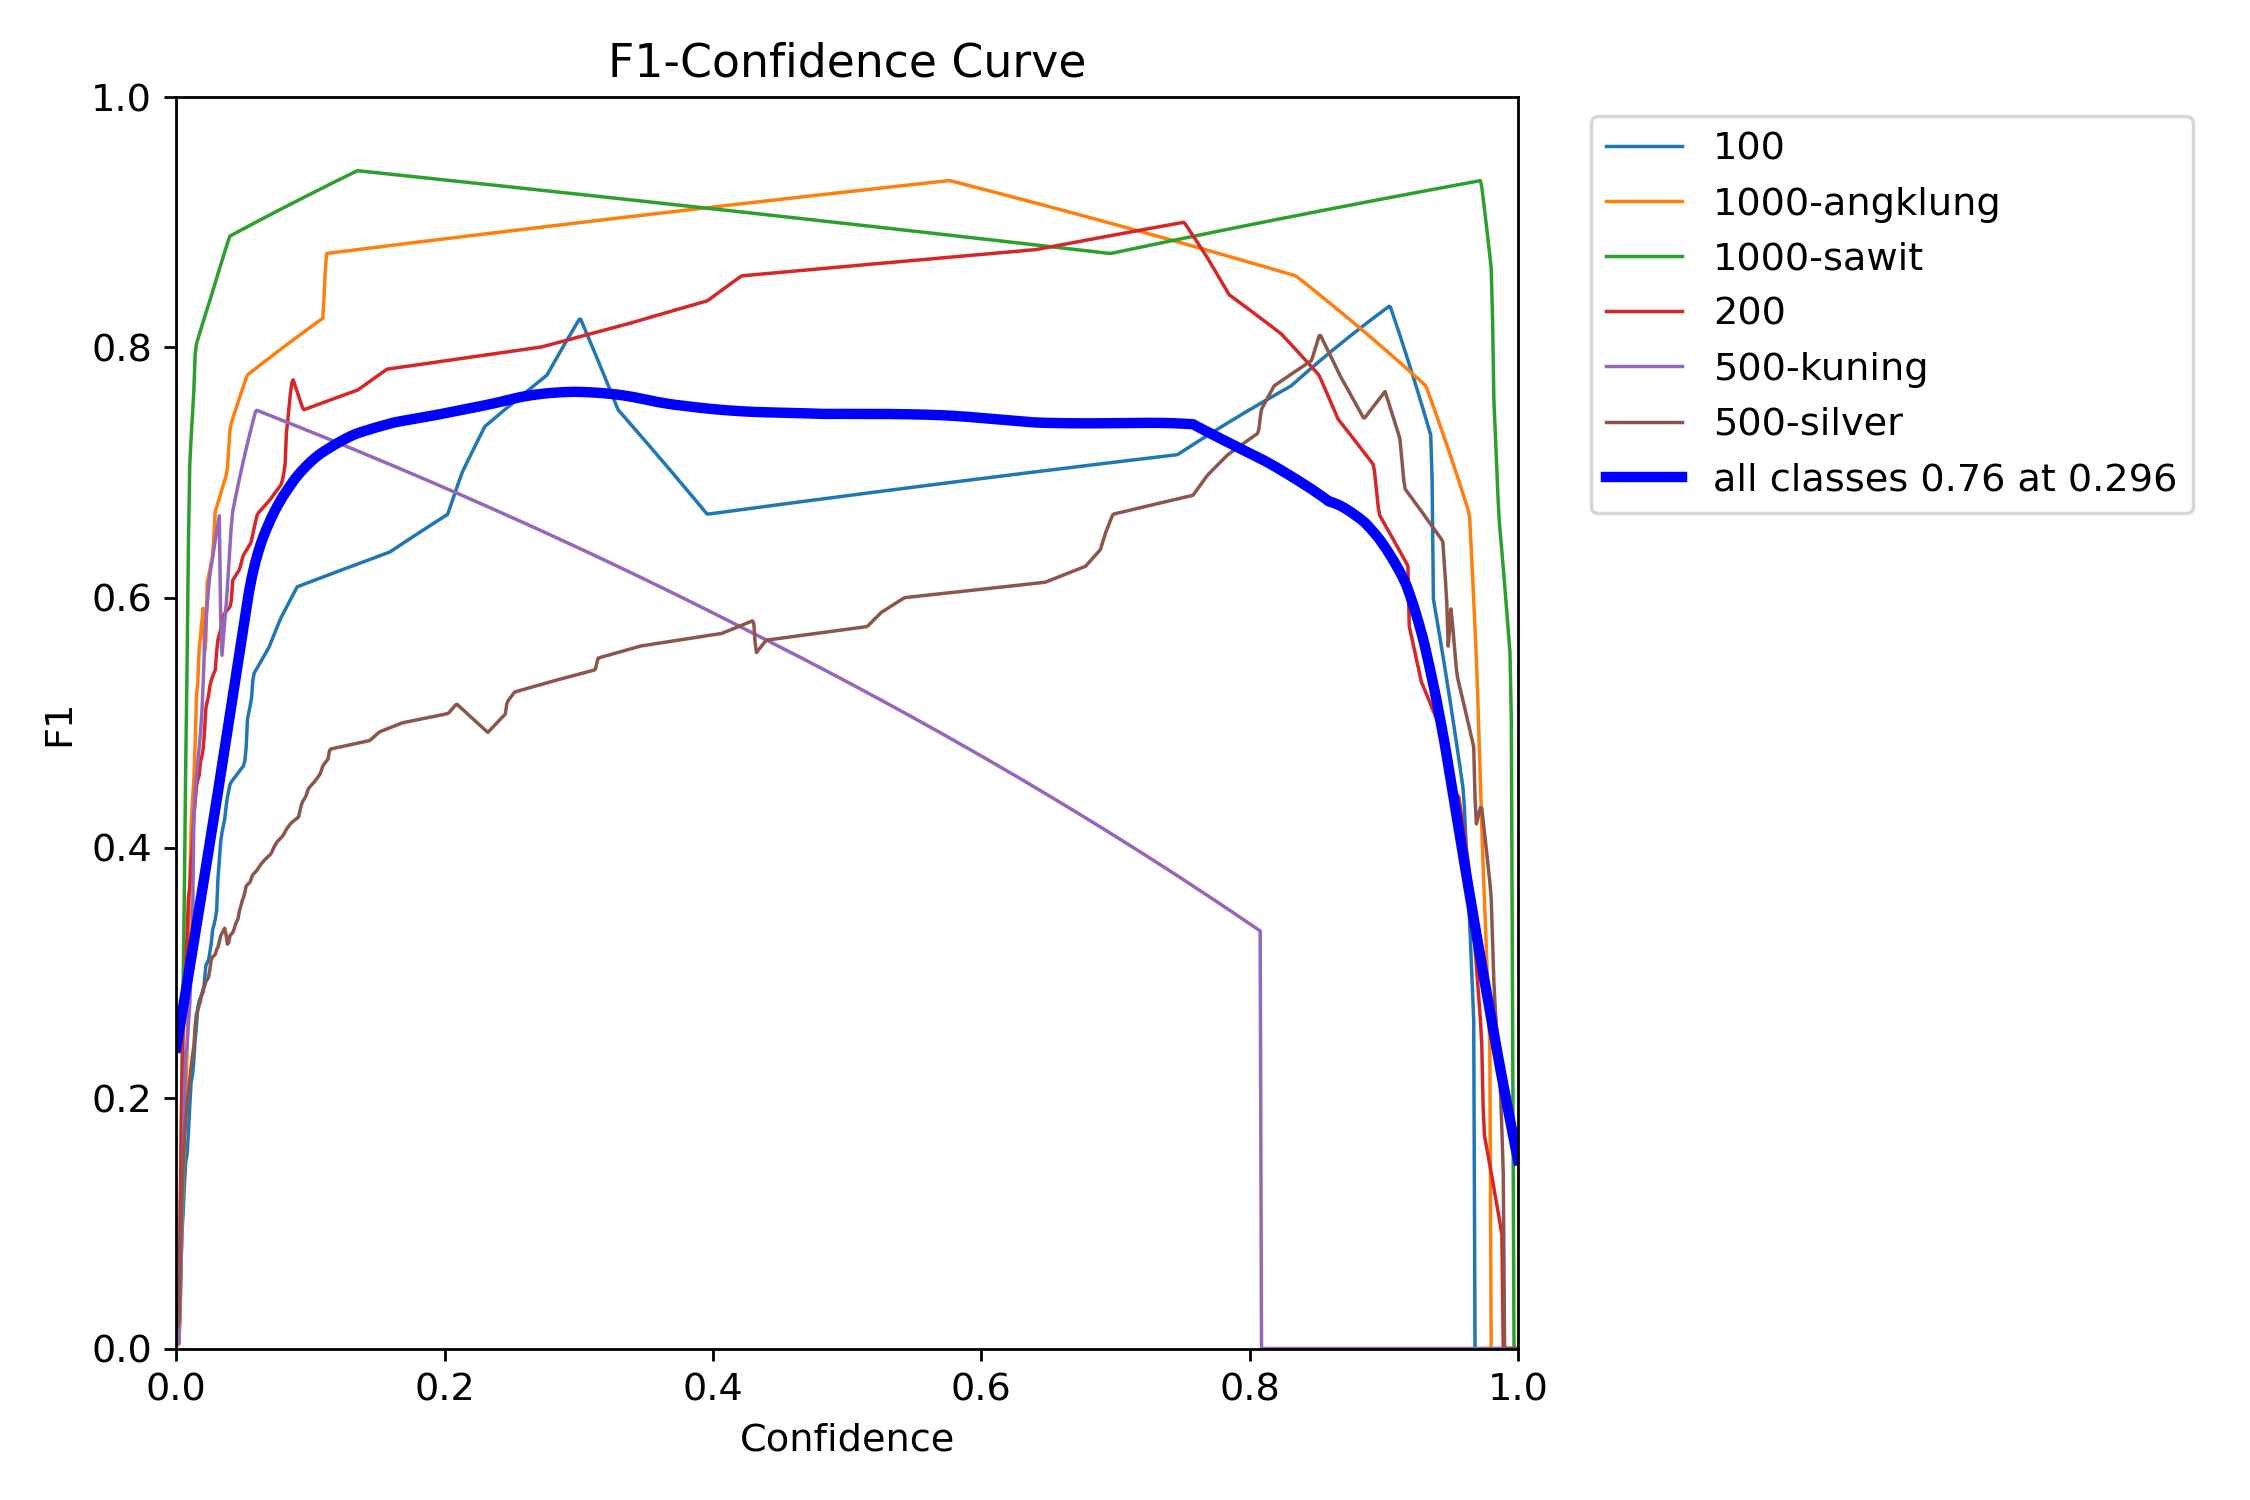 F1-Confidence Curve
1.0
0.8
0.6
0.4
0.2
0.0
F1
0.0 0.2 0.4 0.6 0.8 1.0
Confidence
100
1000-angklung
1000-sawit
200
500-kuning
500-silver
all classes 0.76 at 0.296